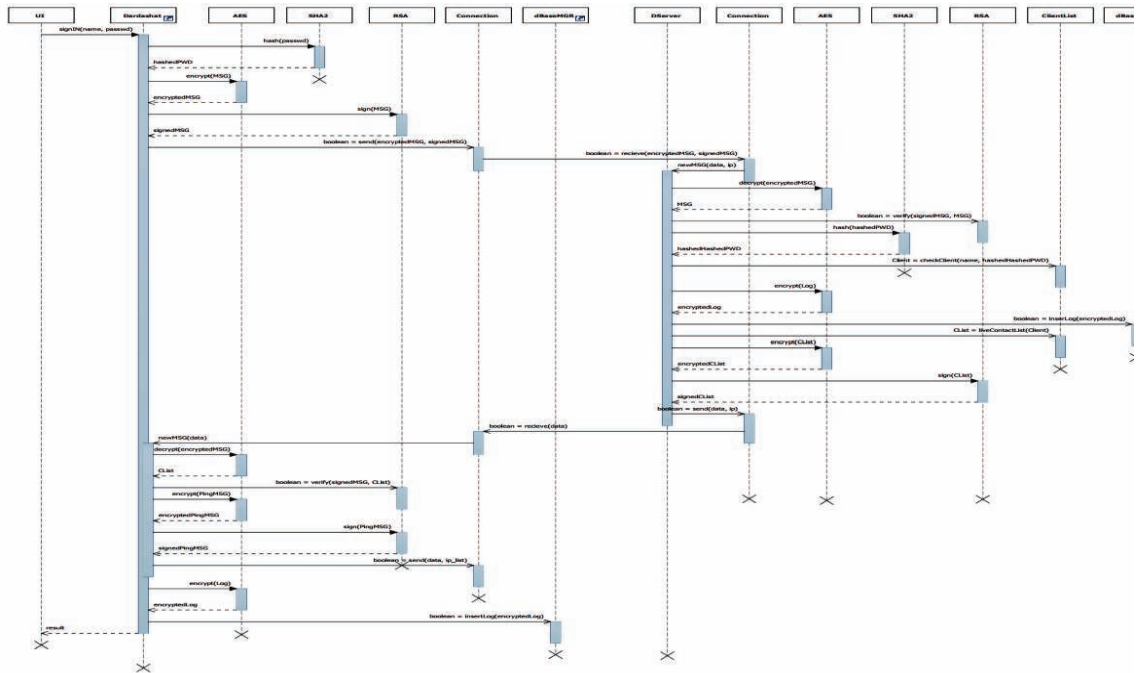 UI Dardashat AES SHA2 RSA Connection dBaseMGR DServer Connection AES SHA2 RSA ClientList dBas
signIN(name, passwd)
hash(passwd)
hashedPWD
encrypt(MSG)
encryptedMSG
sign(MSG)
signedMSG
boolean = send(encryptedMSG, signedMSG)
boolean = recieve(encryptedMSG, signedMSG)
newMSG(data, ip)
decrypt(encryptedMSG)
MSG
boolean = verify(signedMSG, MSG)
hash(hashedPWD)
hashedHashedPWD
Client = checkClient(name, hashedHashedPWD)
encrypt(Log)
encryptedLog
boolean = inserLog(encryptedLog)
CList = liveContactList(Client)
encrypt(CList)
encryptedCList
sign(CList)
signedCList
boolean = send(data, ip)
boolean = recieve(data)
newMSG(data)
decrypt(encryptedMSG)
CList
boolean = verify(signedMSG, CList)
encrypt(PingMSG)
encryptedPingMSG
sign(PingMSG)
signedPingMSG
boolean = send(data, ip_list)
encrypt(Log)
encryptedLog
boolean = insertLog(encryptedLog)
result